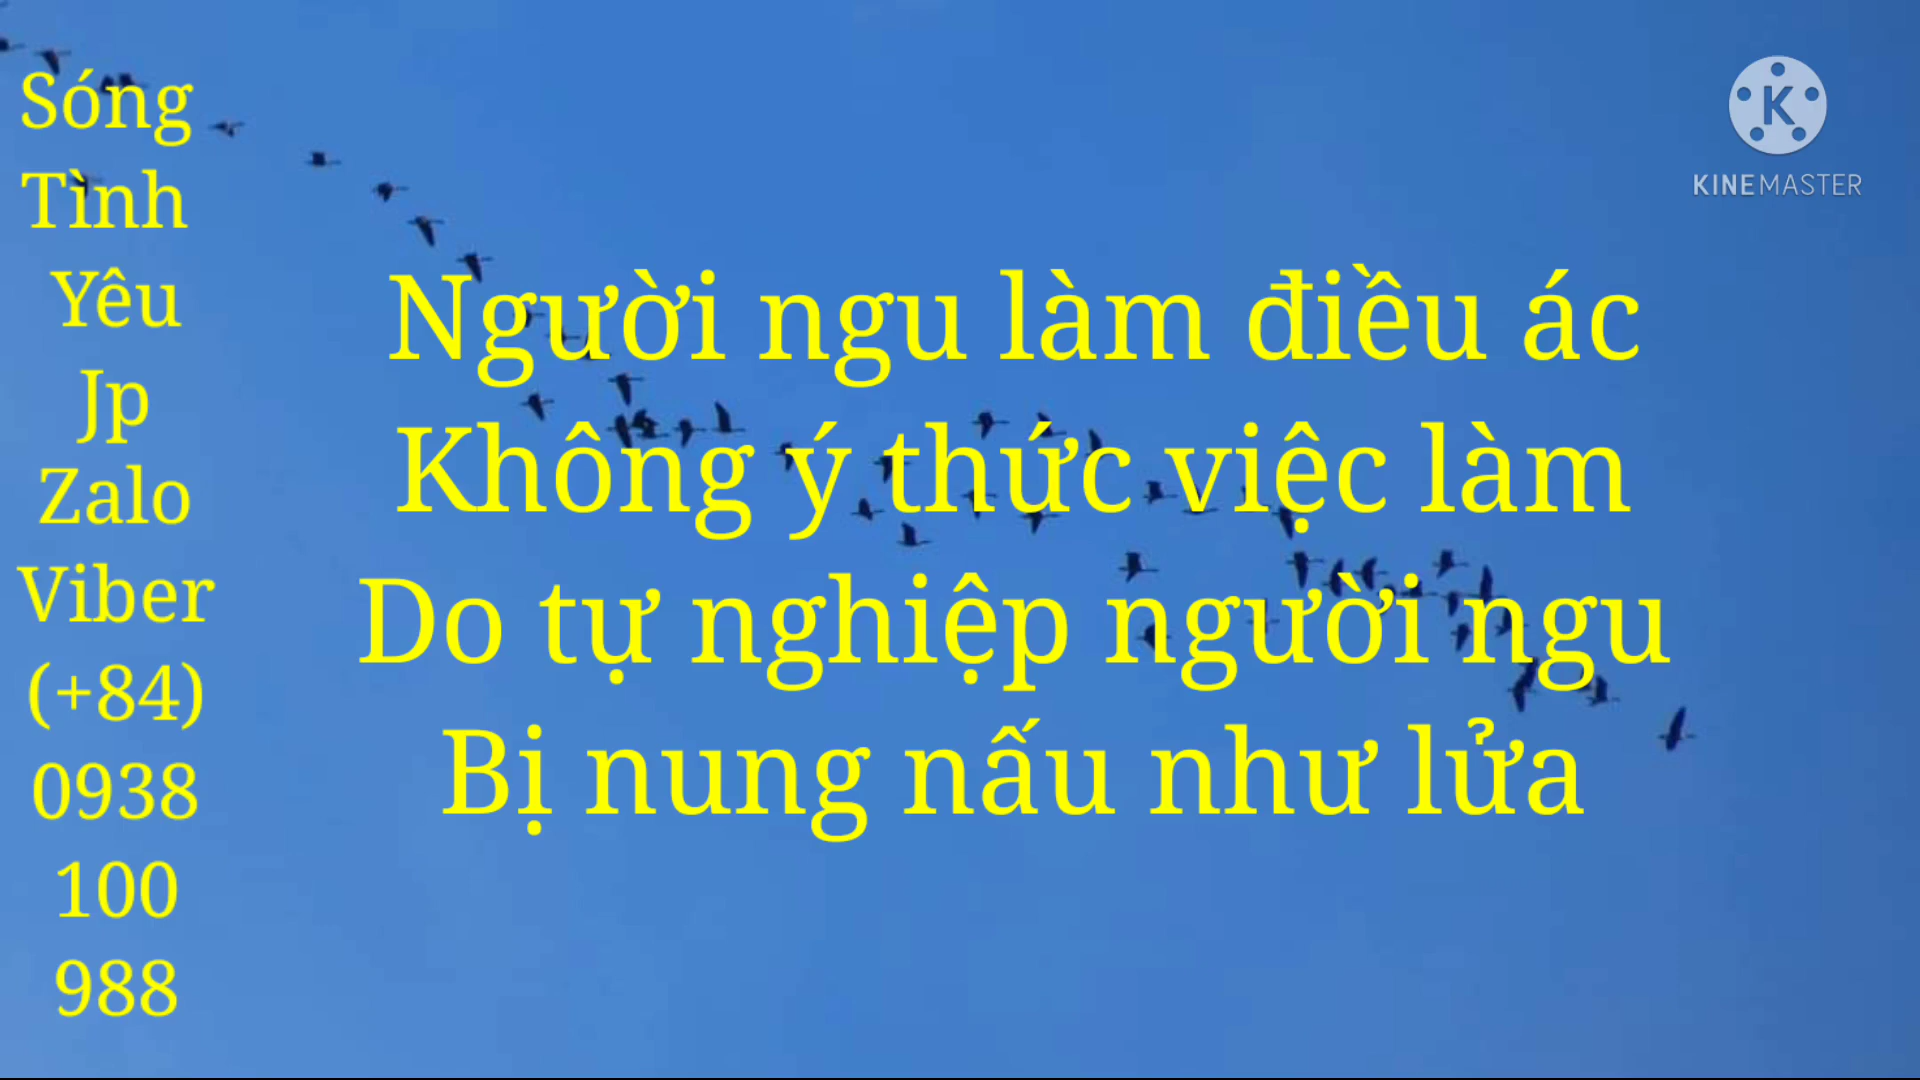 Sóng
Tình
Yêu
Jp
Zalo
Viber
(+84)
0938
100
988
Người ngu làm điều ác
Không ý thức việc làm
Do tự nghiệp người ngu
Bị nung nấu như lửa
K
KINEMASTER